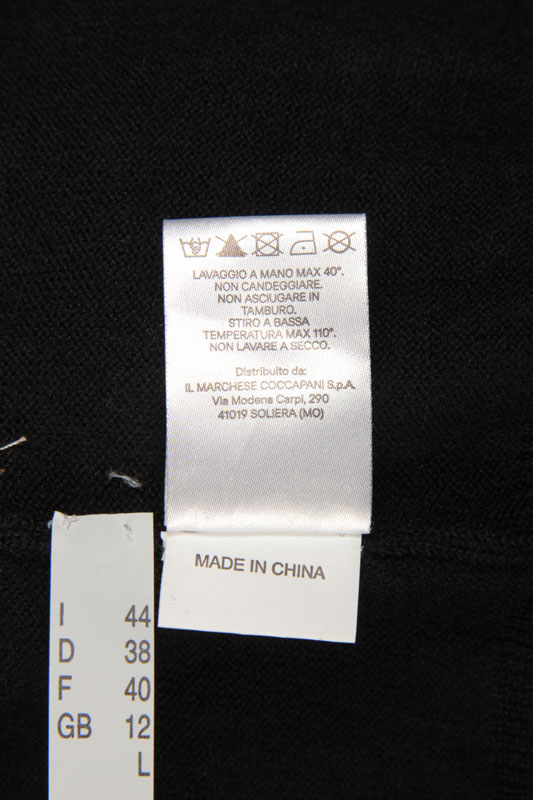 LAVAGGIO A MANO MAX 40°.
NON CANDEGGIARE.
NON ASCIUGARE IN
TAMBURO.
STIRO A BASSA
TEMPERATURA MAX 110°.
NON LAVARE A SECCO.
Distribuito da:
IL MARCHESE COCCAPANI S.p.A.
Via Modena Carpi, 290
41019 SOLIERA (MO)
MADE IN CHINA
I 44
D 38
F 40
GB 12
L